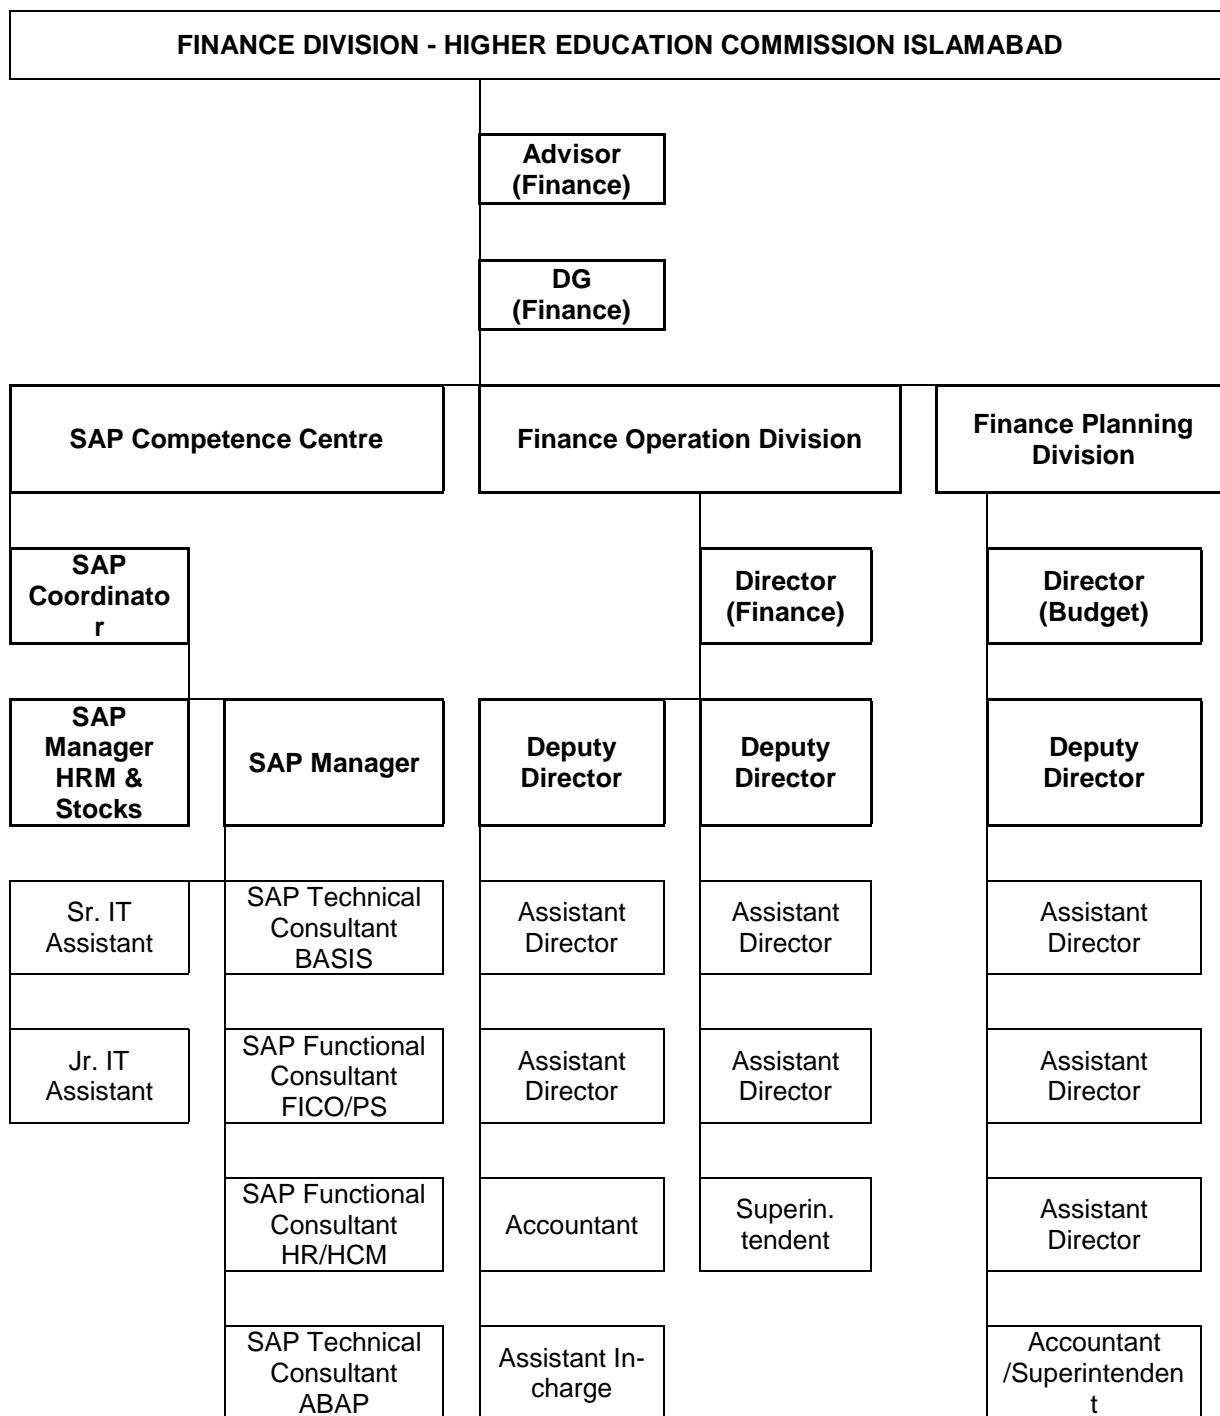 FINANCE DIVISION - HIGHER EDUCATION COMMISSION ISLAMABAD
Advisor
(Finance)
DG
(Finance)
SAP Competence Centre
Finance Operation Division
Finance Planning
Division
SAP
Coordinato
r
Director
(Finance)
Director
(Budget)
SAP
Manager
HRM &
Stocks
SAP Manager
Deputy
Director
Deputy
Director
Deputy
Director
Sr. IT
Assistant
SAP Technical
Consultant
BASIS
Assistant
Director
Assistant
Director
Assistant
Director
Jr. IT
Assistant
SAP Functional
Consultant
FICO/PS
Assistant
Director
Assistant
Director
Assistant
Director
SAP Functional
Consultant
HR/HCM
Accountant
Superin.
tendent
Assistant
Director
SAP Technical
Consultant
ABAP
Assistant In-
charge
Accountant
/Superintenden
t